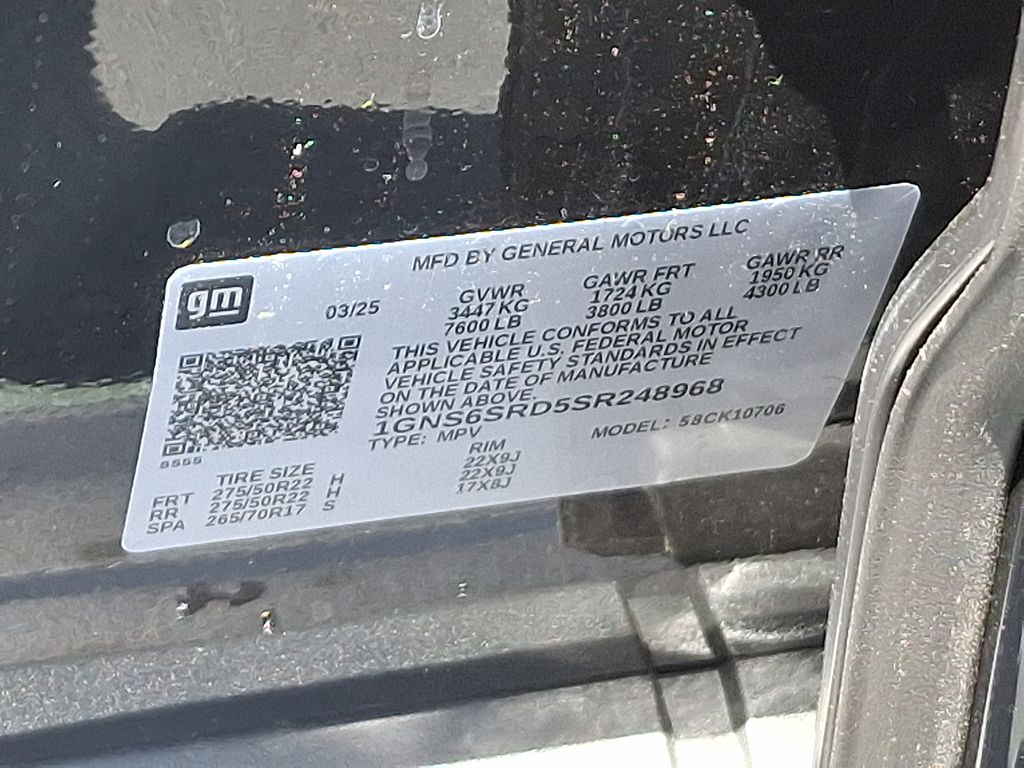 MFD BY GENERAL MOTORS LLC
gm
03/25
GVWR GAWR FRT GAWR RR
3447 KG 1724 KG 1950 KG
7600 LB 3800 LB 4300 LB
THIS VEHICLE CONFORMS TO ALL
APPLICABLE U.S. FEDERAL MOTOR
VEHICLE SAFETY STANDARDS IN EFFECT
ON THE DATE OF MANUFACTURE
SHOWN ABOVE.
1GNS6SRD5SR248968
TYPE: MPV MODEL: 58CK10706
TIRE SIZE RIM
FRT 275/50R22 H 22X9J
RR 275/50R22 H 22X9J
SPA 265/70R17 S 17X8J